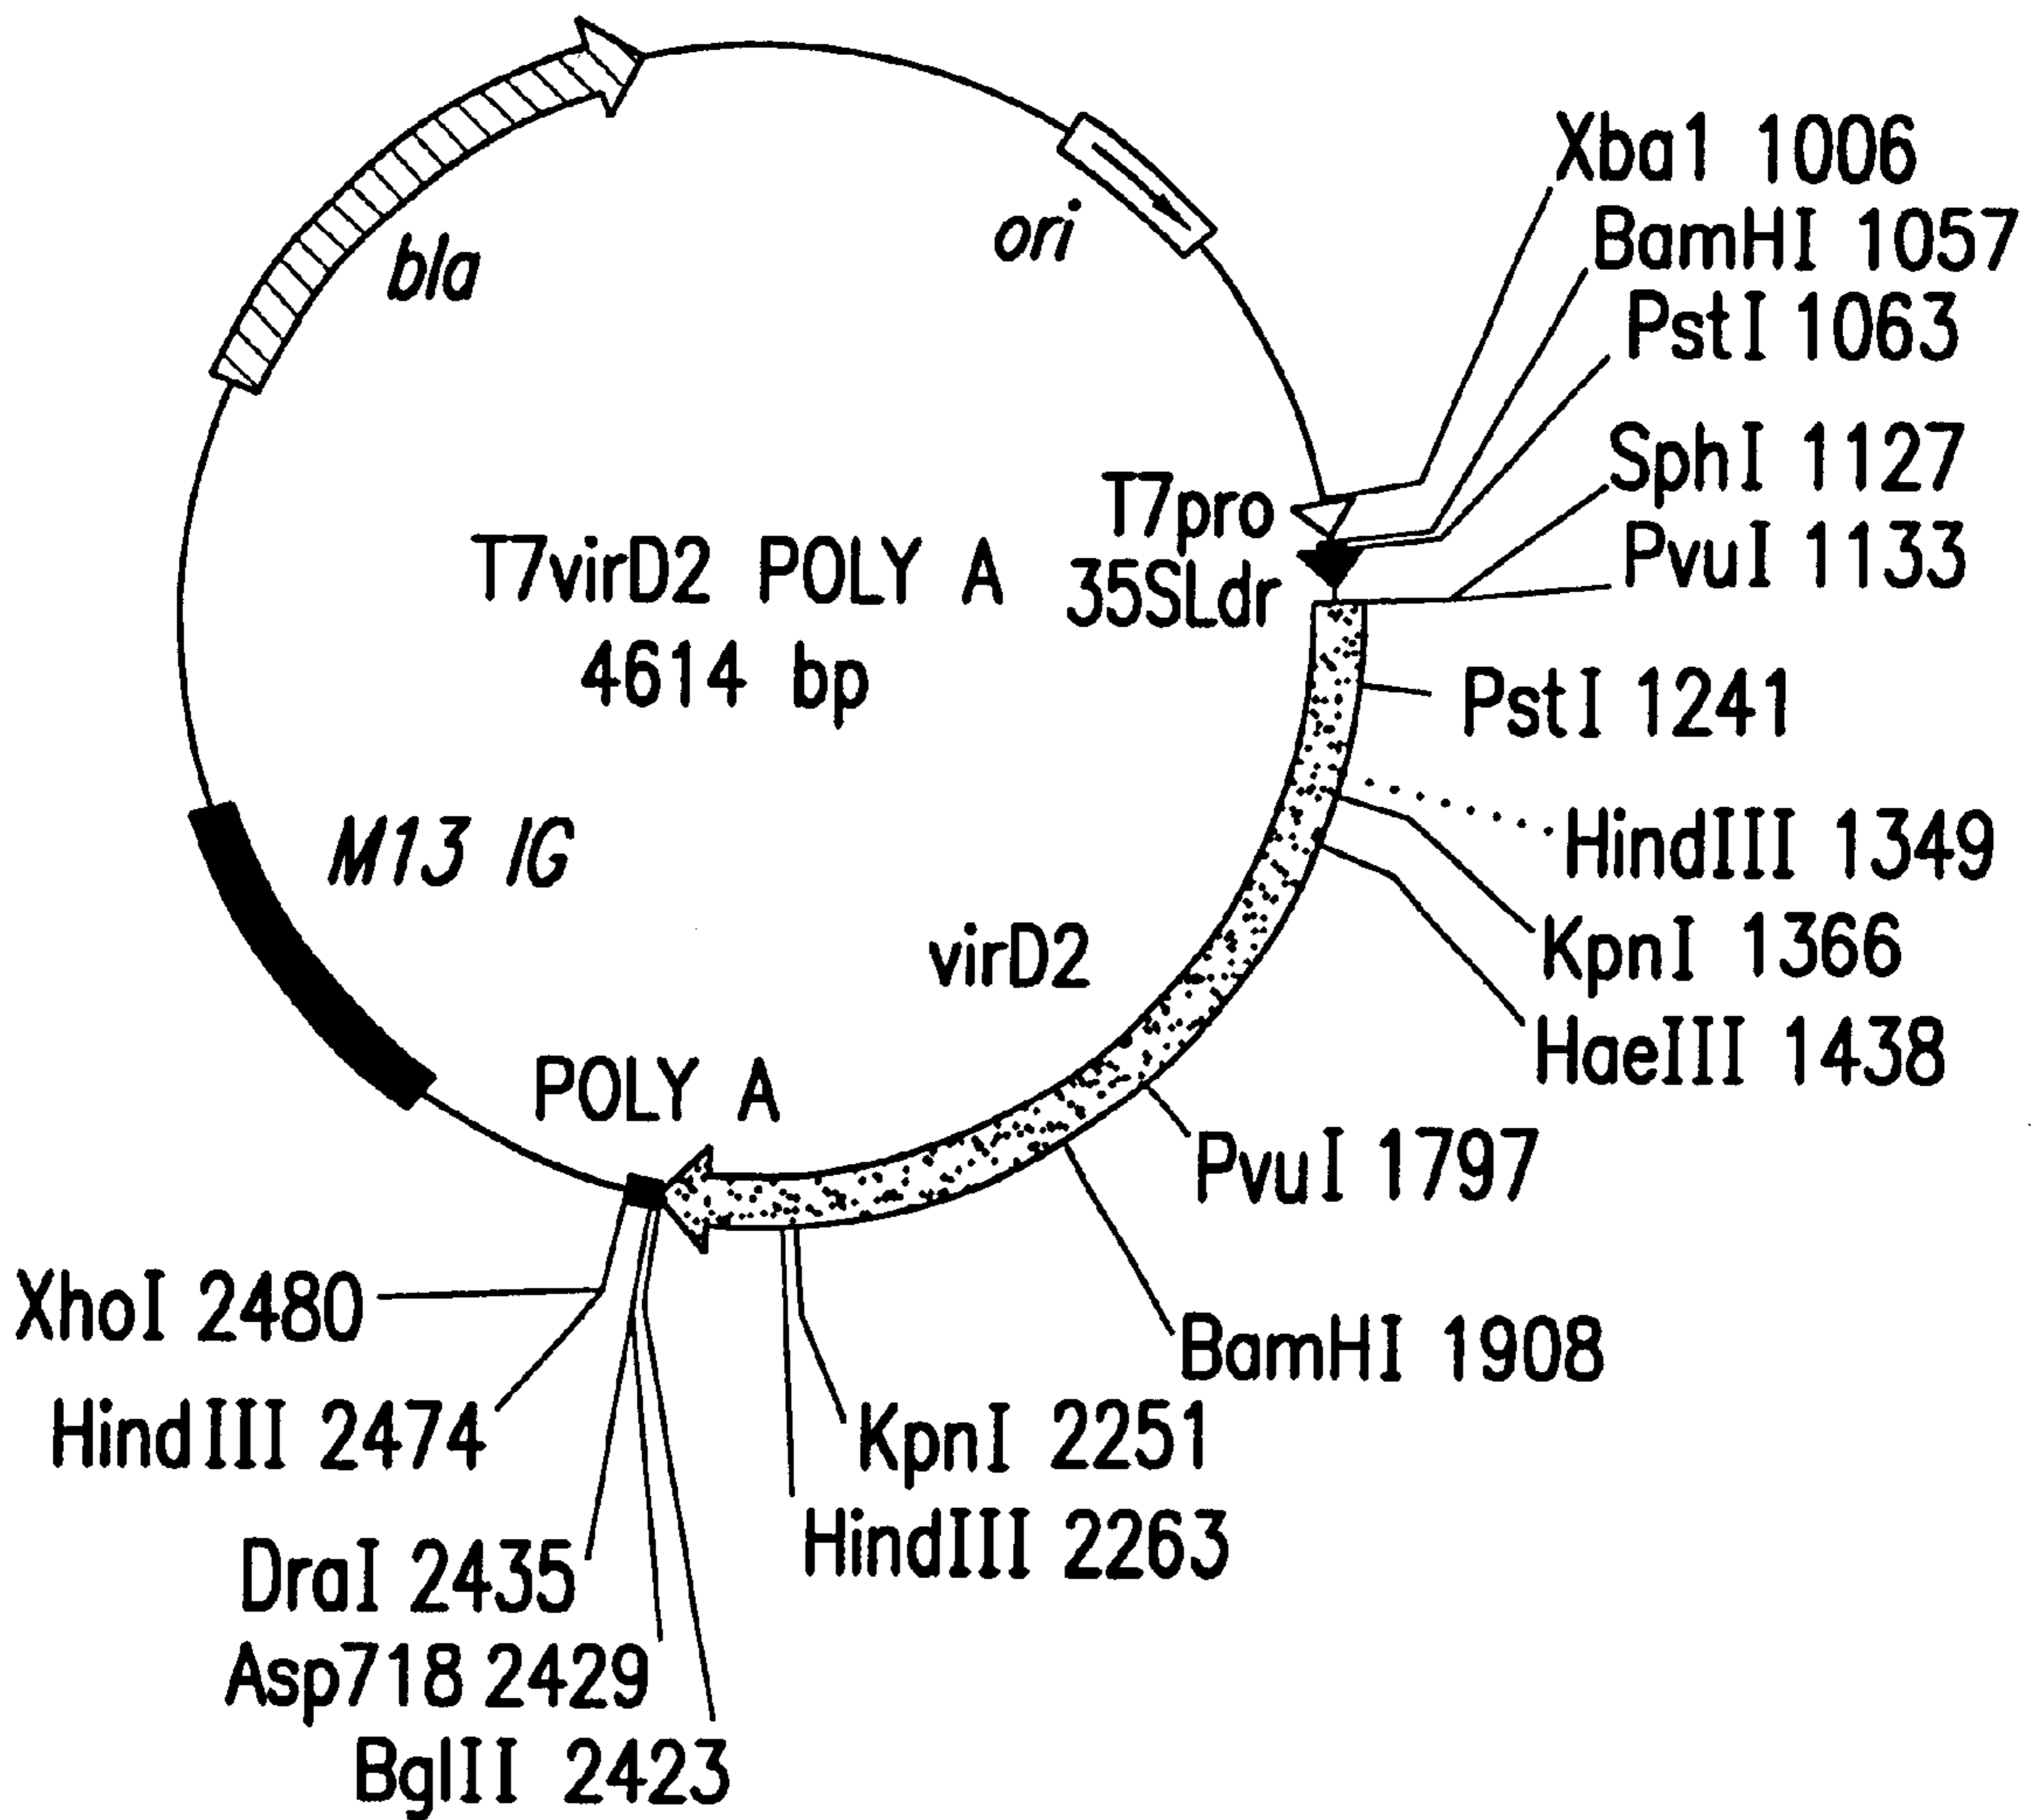 bla
ori
Xba1 1006
BamHI 1057
PstI 1063
SphI 1127
PvuI 1133
T7pro
35SLdr
T7virD2 POLY A
4614 bp
PstI 1241
HindIII 1349
KpnI 1366
HaeIII 1438
M13 IG
virD2
POLY A
PvuI 1797
BamHI 1908
KpnI 2251
HindIII 2263
XhoI 2480
HindIII 2474
DraI 2435
Asp718 2429
BglII 2423